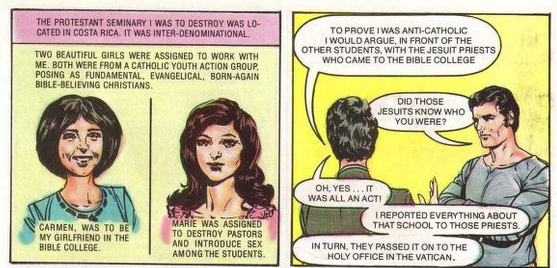 THE PROTESTANT SEMINARY I WAS TO DESTROY WAS LO-
CATED IN COSTA RICA. IT WAS INTER-DENOMINATIONAL.
TWO BEAUTIFUL GIRLS WERE ASSIGNED TO WORK WITH
ME. BOTH WERE FROM A CATHOLIC YOUTH ACTION GROUP,
POSING AS FUNDAMENTAL, EVANGELICAL, BORN-AGAIN
BIBLE-BELIEVING CHRISTIANS.
CARMEN, WAS TO BE
MY GIRLFRIEND IN THE
BIBLE COLLEGE.
MARIE WAS ASSIGNED
TO DESTROY PASTORS
AND INTRODUCE SEX
AMONG THE STUDENTS.
TO PROVE I WAS ANTI-CATHOLIC
I WOULD ARGUE, IN FRONT OF THE
OTHER STUDENTS, WITH THE JESUIT PRIESTS
WHO CAME TO THE BIBLE COLLEGE
DID THOSE
JESUITS KNOW WHO
YOU WERE?
OH, YES . . . IT
WAS ALL AN ACT!
I REPORTED EVERYTHING ABOUT
THAT SCHOOL TO THOSE PRIESTS.
IN TURN, THEY PASSED IT ON TO THE
HOLY OFFICE IN THE VATICAN.